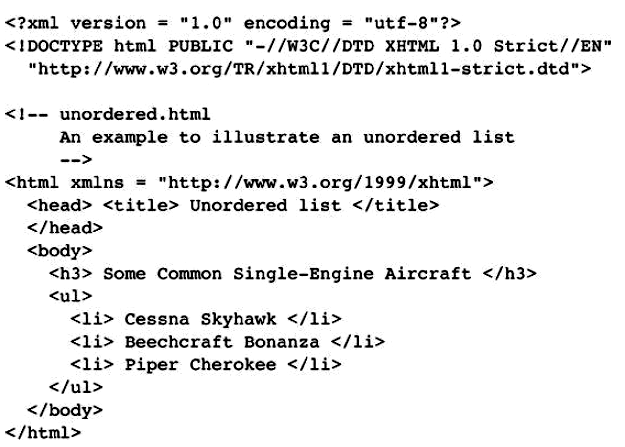 <?xml version = "1.0" encoding = "utf-8"?>
<!DOCTYPE html PUBLIC "-//W3C//DTD XHTML 1.0 Strict//EN"
"http://www.w3.org/TR/xhtml1/DTD/xhtml1-strict.dtd">
<!-- unordered.html
An example to illustrate an unordered list
-->
<html xmlns = "http://www.w3.org/1999/xhtml">
<head> <title> Unordered list </title>
</head>
<body>
<h3> Some Common Single-Engine Aircraft </h3>
<ul>
<li> Cessna Skyhawk </li>
<li> Beechcraft Bonanza </li>
<li> Piper Cherokee </li>
</ul>
</body>
</html>